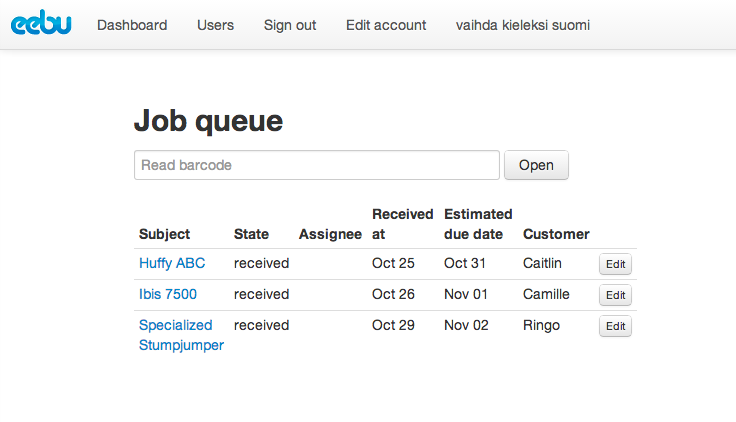 eebu Dashboard Users Sign out Edit account vaihda kieleksi suomi
Job queue
Read barcode Open
Subject State Assignee Received at Estimated due date Customer
Huffy ABC received Oct 25 Oct 31 Caitlin Edit
Ibis 7500 received Oct 26 Nov 01 Camille Edit
Specialized Stumpjumper received Oct 29 Nov 02 Ringo Edit